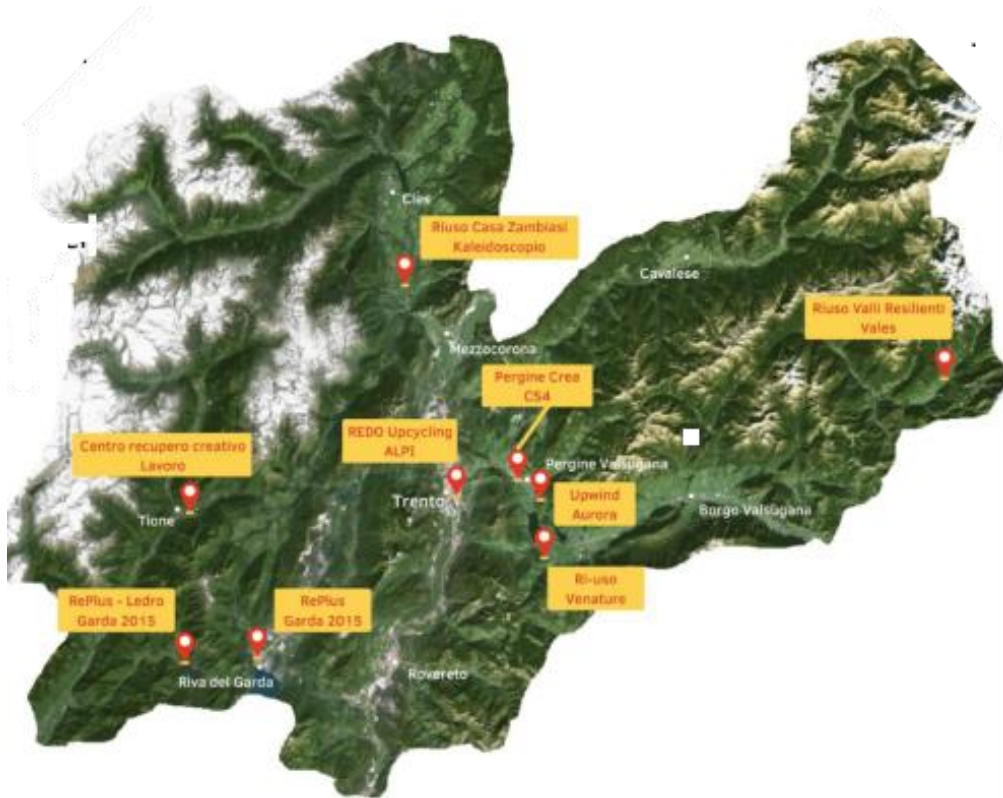 Cles
Riuso Casa Zambiasi
Kaleidoscopio
Cavalese
Riuso Valli Resilienti
Vales
Mezzocorona
Pergine Crea
CS4
REDO Upcycling
ALPI
Centro recupero creativo
Lavoro
Pergine Valsugana
Trento
Upwind
Aurora
Borgo Valsugana
Tione
Ri-uso
Venature
RePlus - Ledro
Garda 2015
RePlus
Garda 2015
Rovereto
Riva del Garda